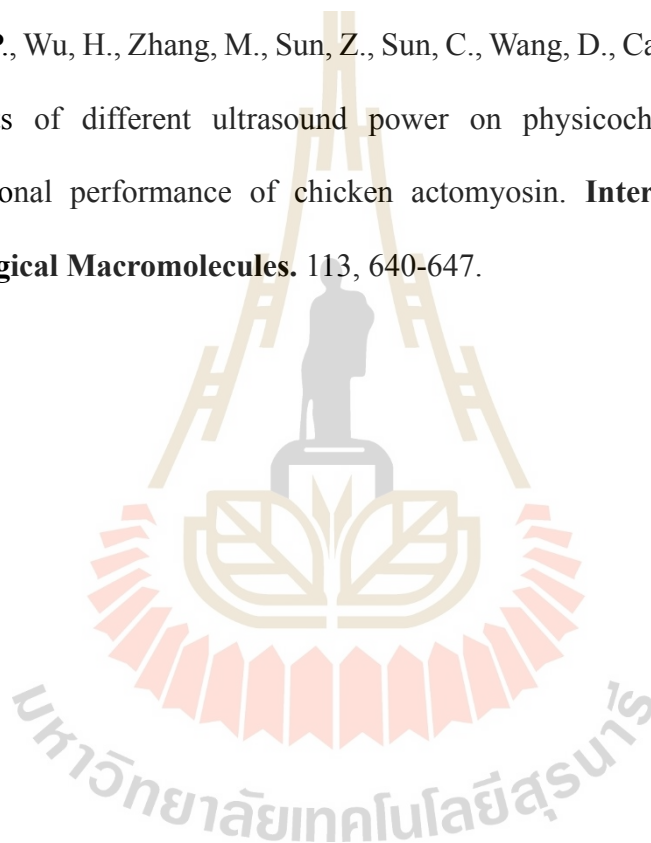 P., Wu, H., Zhang, M., Sun, Z., Sun, C., Wang, D., Ca
s of different ultrasound power on physicoch
onal performance of chicken actomyosin. Inter
gical Macromolecules. 113, 640-647.
มหาวิทยาลัยเทคโนโลยีสุรนารี